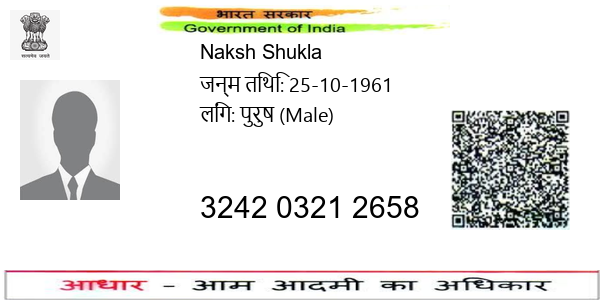 भारत सरकार
Government of India
सत्यमेव जयते
Naksh Shukla
जन्म तिथि: 25-10-1961
लिंग: पुरुष (Male)
3242 0321 2658
आधार - आम आदमी का अधिकार